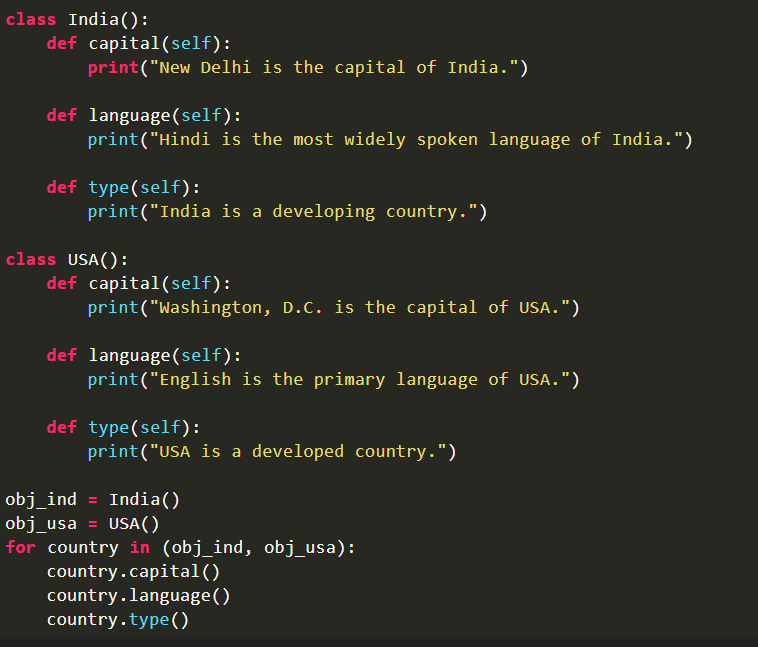 class India():
    def capital(self):
        print("New Delhi is the capital of India.")

    def language(self):
        print("Hindi is the most widely spoken language of India.")

    def type(self):
        print("India is a developing country.")

class USA():
    def capital(self):
        print("Washington, D.C. is the capital of USA.")

    def language(self):
        print("English is the primary language of USA.")

    def type(self):
        print("USA is a developed country.")

obj_ind = India()
obj_usa = USA()
for country in (obj_ind, obj_usa):
    country.capital()
    country.language()
    country.type()